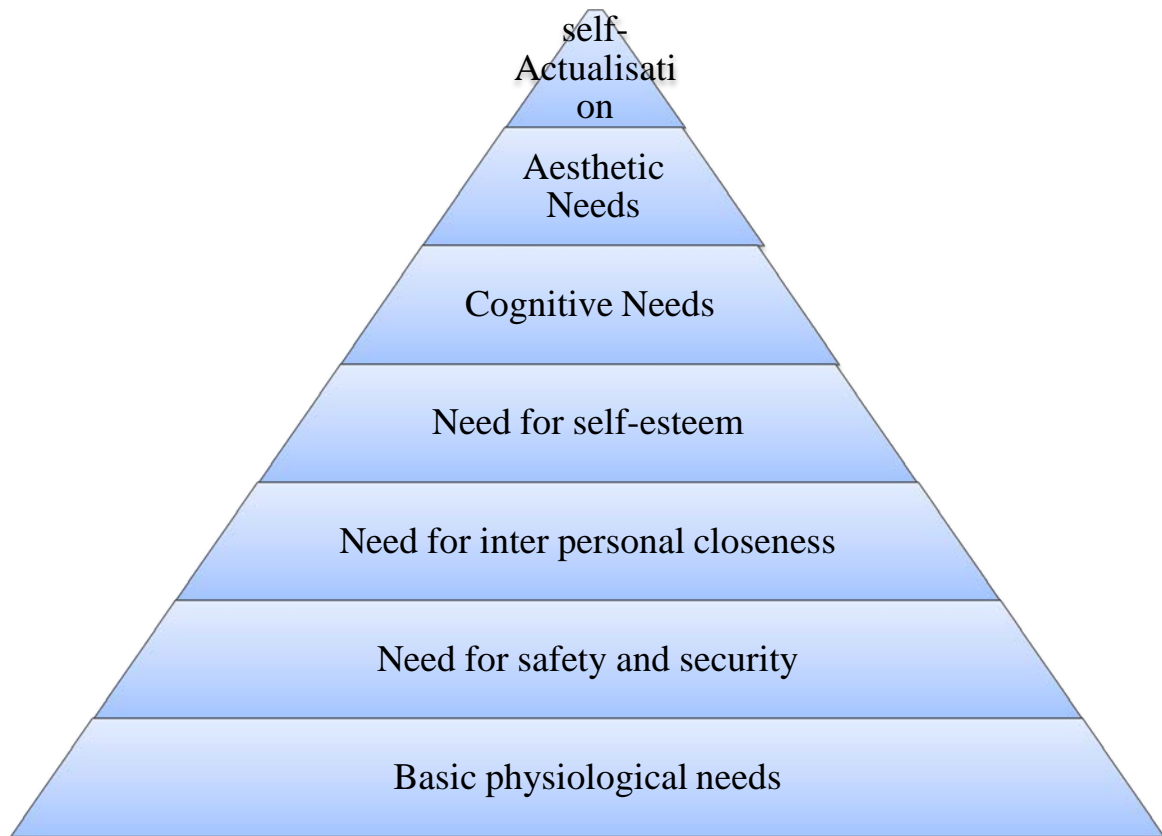 self-
Actualisati
on
Aesthetic
Needs
Cognitive Needs
Need for self-esteem
Need for inter personal closeness
Need for safety and security
Basic physiological needs